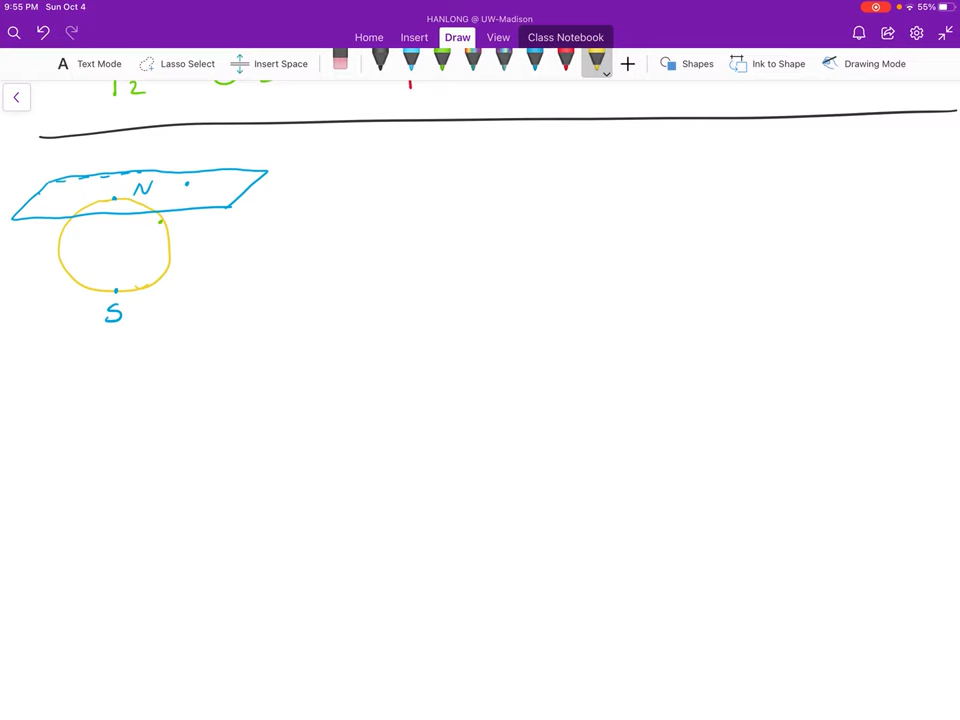 9:55 PM Sun Oct 4
55%
HANLONG @ UW-Madison
Home Insert Draw View Class Notebook
A Text Mode Lasso Select Insert Space Shapes Ink to Shape Drawing Mode
N
S